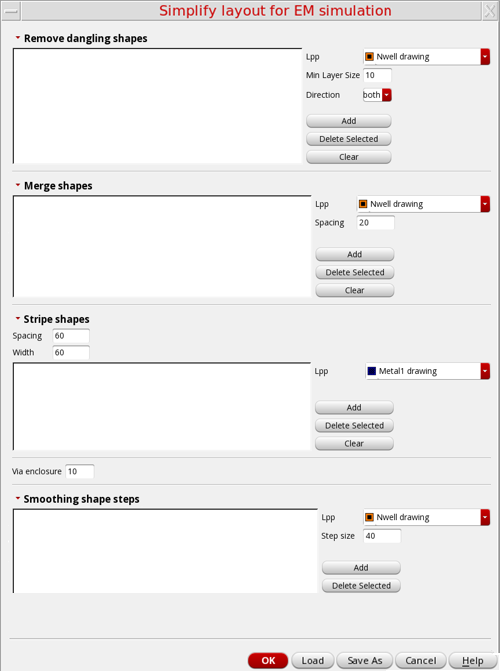 Simplify layout for EM simulation
Remove dangling shapes
Lpp Nwell drawing
Min Layer Size 10
Direction both
Add
Delete Selected
Clear
Merge shapes
Lpp Nwell drawing
Spacing 20
Add
Delete Selected
Clear
Stripe shapes
Spacing 60
Width 60
Lpp Metal1 drawing
Add
Delete Selected
Clear
Via enclosure 10
Smoothing shape steps
Lpp Nwell drawing
Step size 40
Add
Delete Selected
OK Load Save As Cancel Help